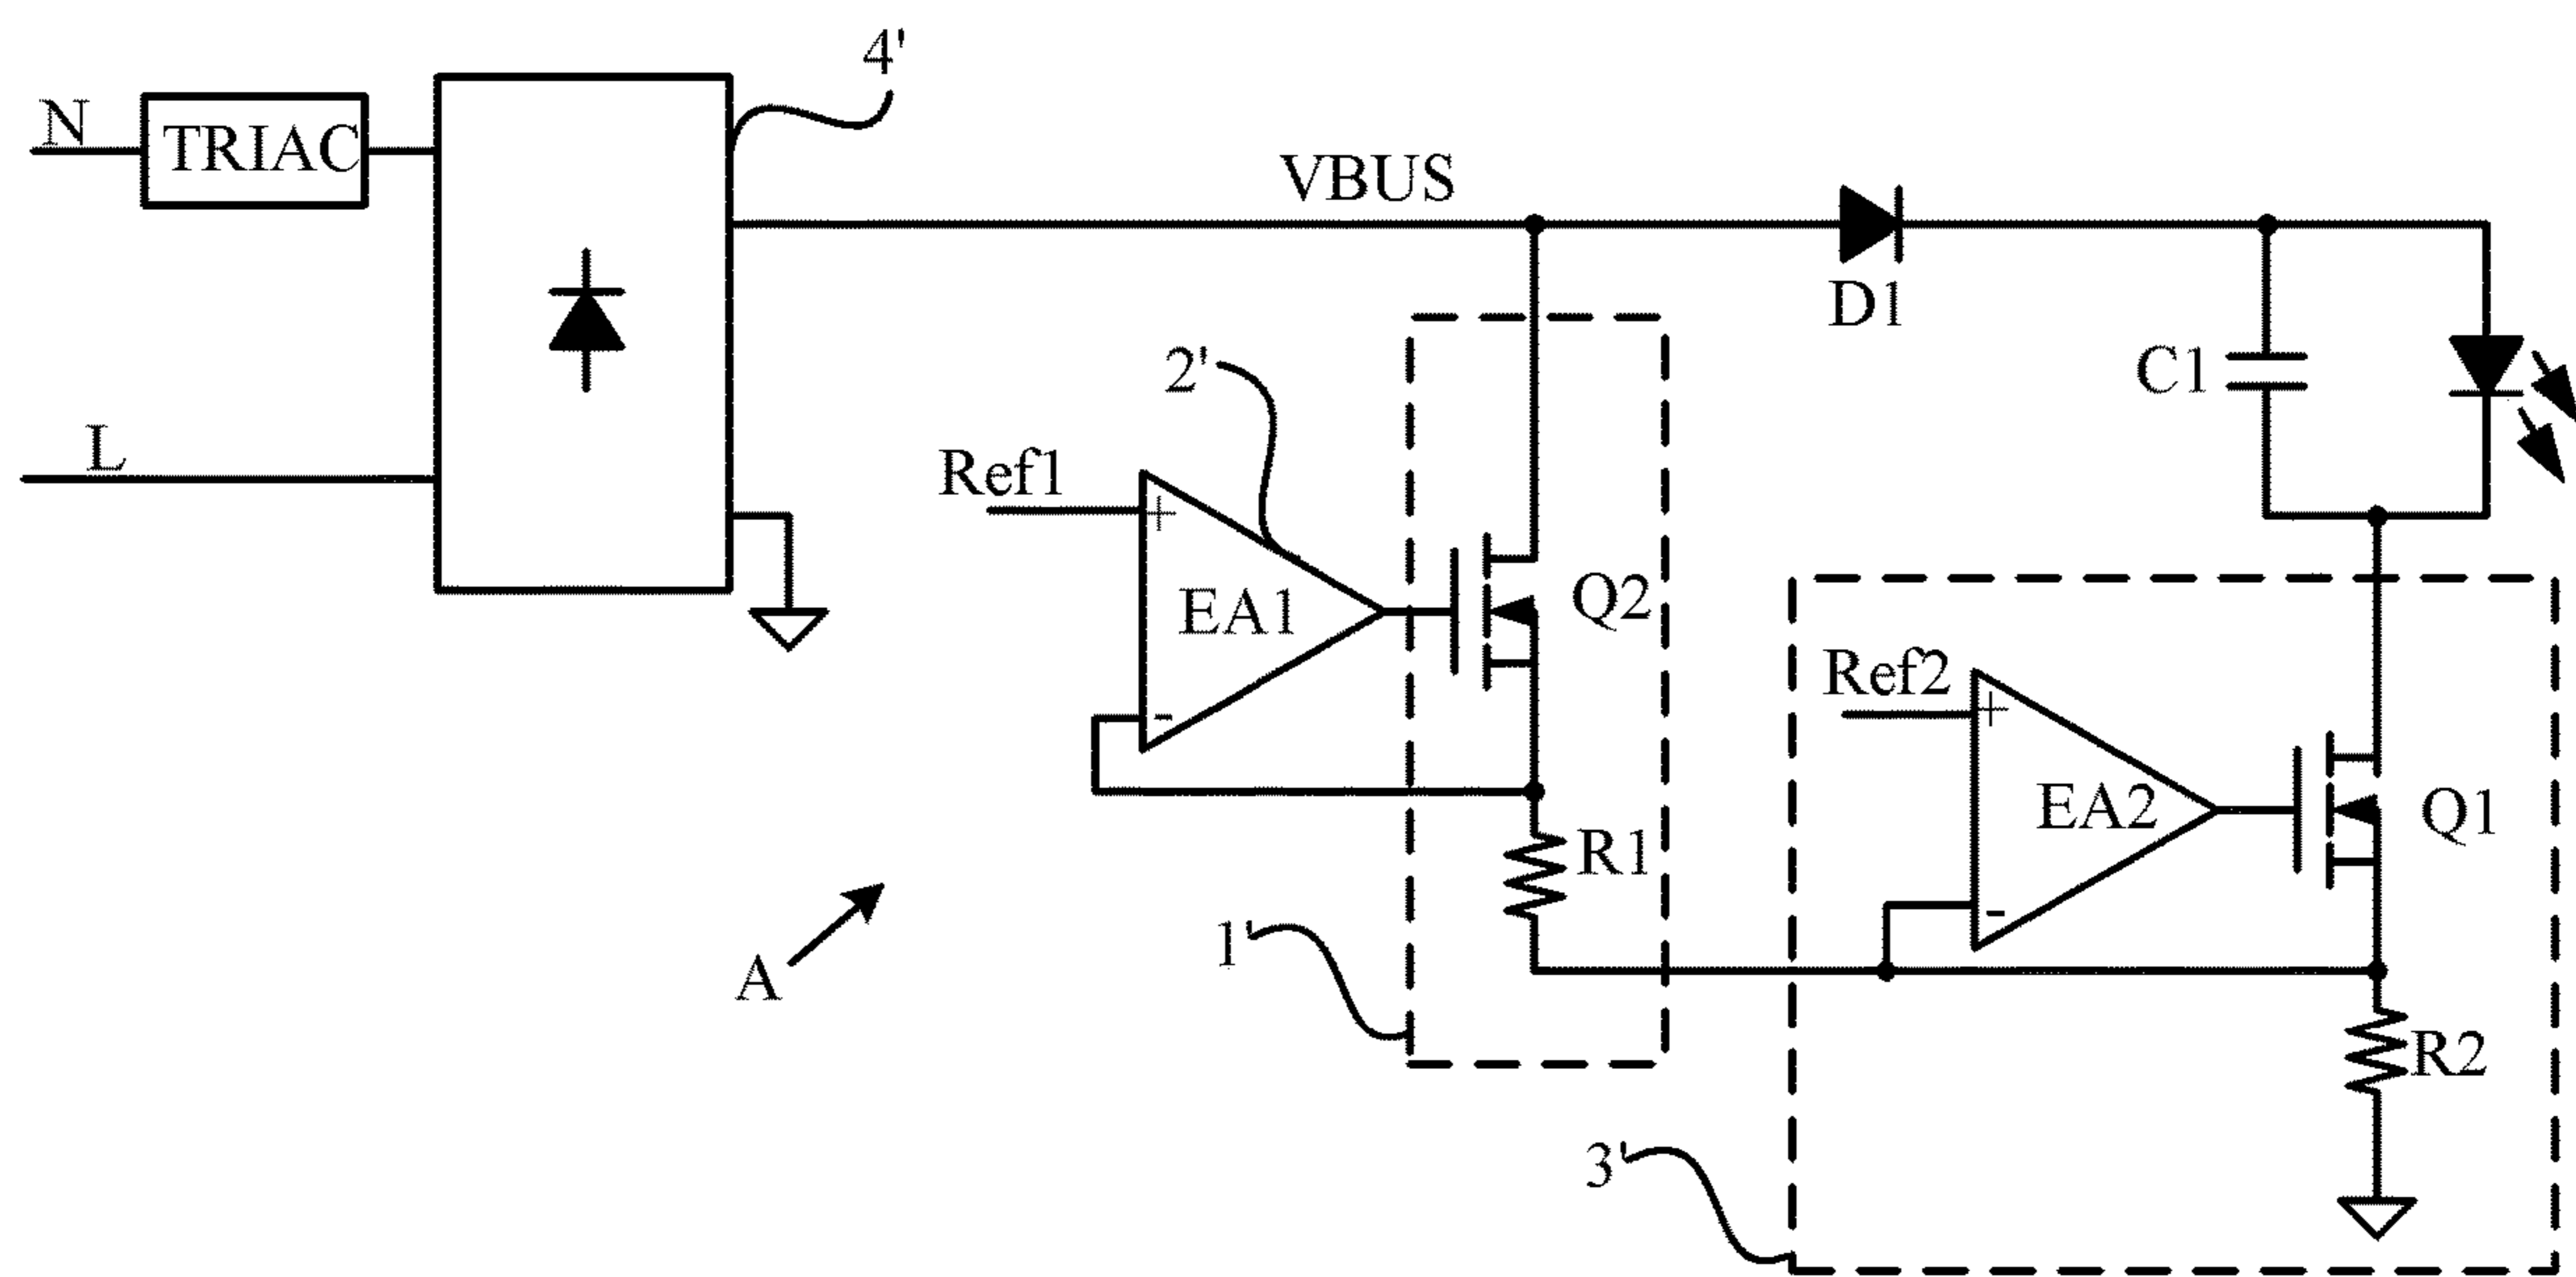 4'
N
TRIAC
VBUS
L
D1
2'
C1
Ref1
+
EA1
-
Q2
Ref2
+
EA2
-
Q1
R1
1'
A
R2
3'